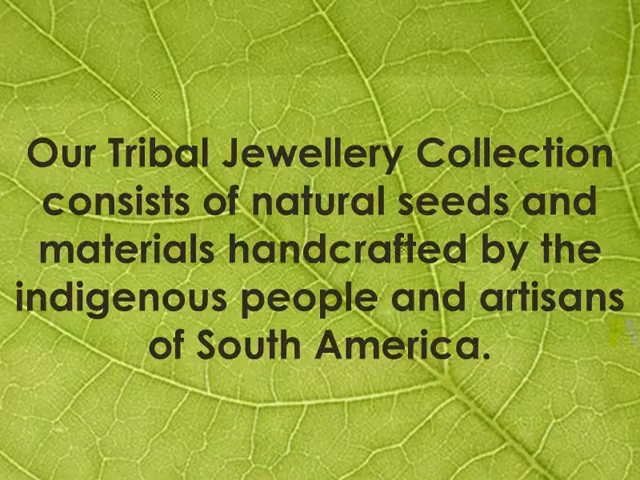 Our Tribal Jewellery Collection
consists of natural seeds and
materials handcrafted by the
indigenous people and artisans
of South America.